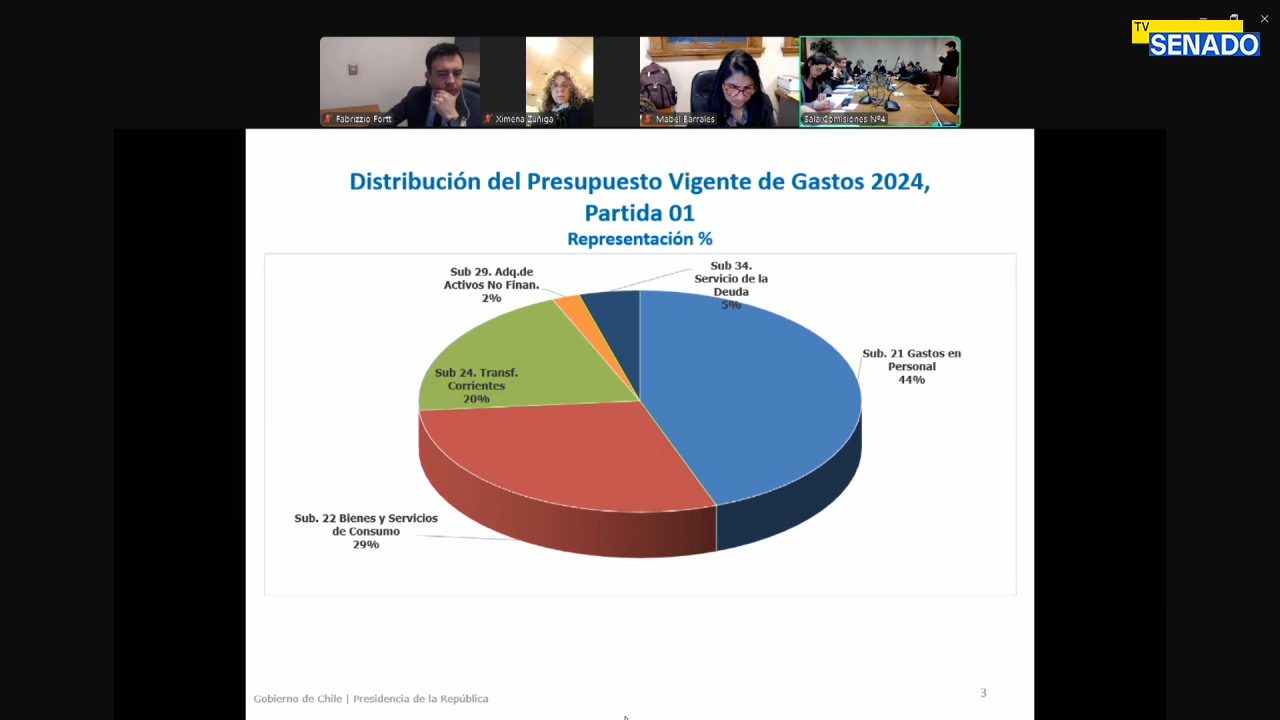 TV
SENADO
Fabrizzio Fortt
Ximena Zúñiga
Mabel Barrales
Sala Comisiones Nº4
Distribución del Presupuesto Vigente de Gastos 2024,
Partida 01
Representación %
Sub 29. Adq.de
Activos No Finan.
2%
Sub 34.
Servicio de la
Deuda
5%
Sub. 21 Gastos en
Personal
44%
Sub 24. Transf.
Corrientes
20%
Sub. 22 Bienes y Servicios
de Consumo
29%
Gobierno de Chile | Presidencia de la República
3